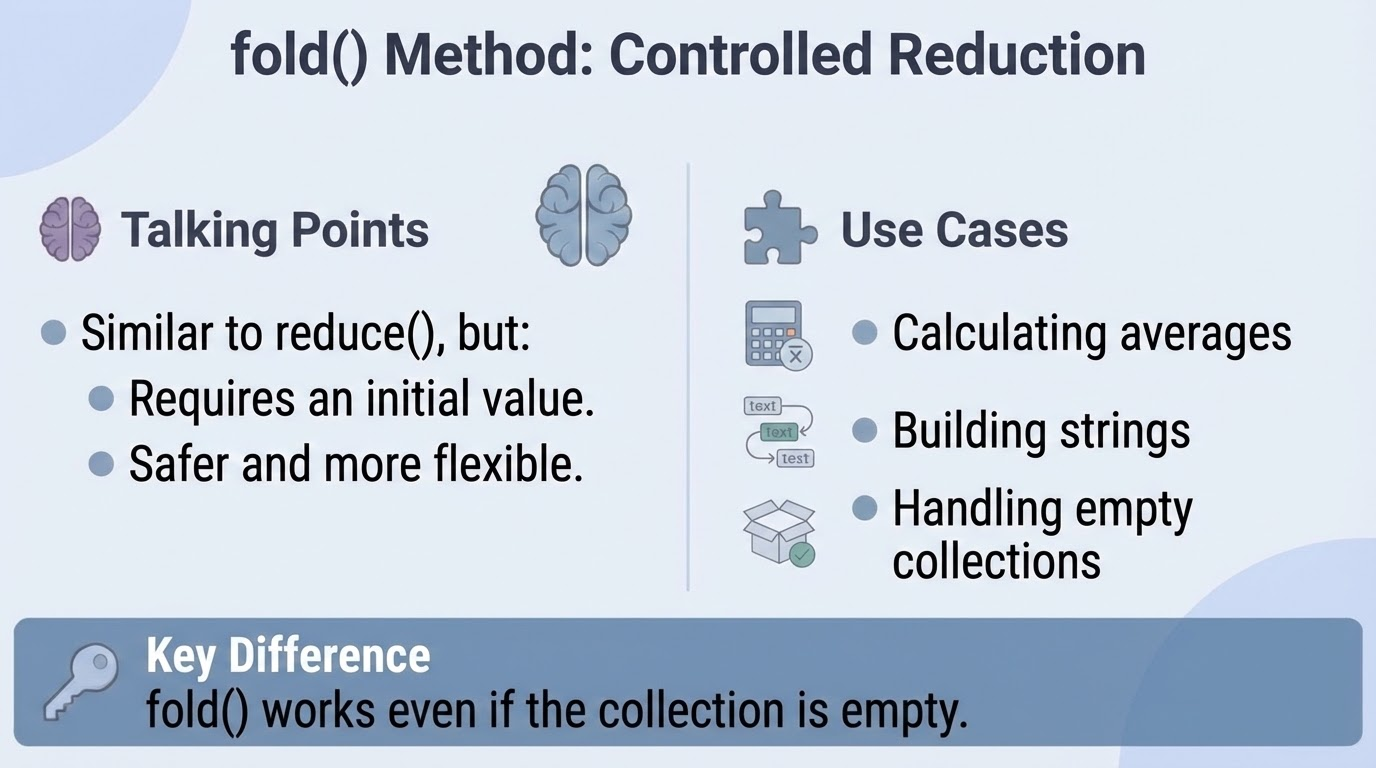 fold() Method: Controlled Reduction
Talking Points
Similar to reduce(), but:
Requires an initial value.
Safer and more flexible.
Use Cases
x̅
Calculating averages
text
text
test
Building strings
Handling empty
collections
Key Difference
fold() works even if the collection is empty.